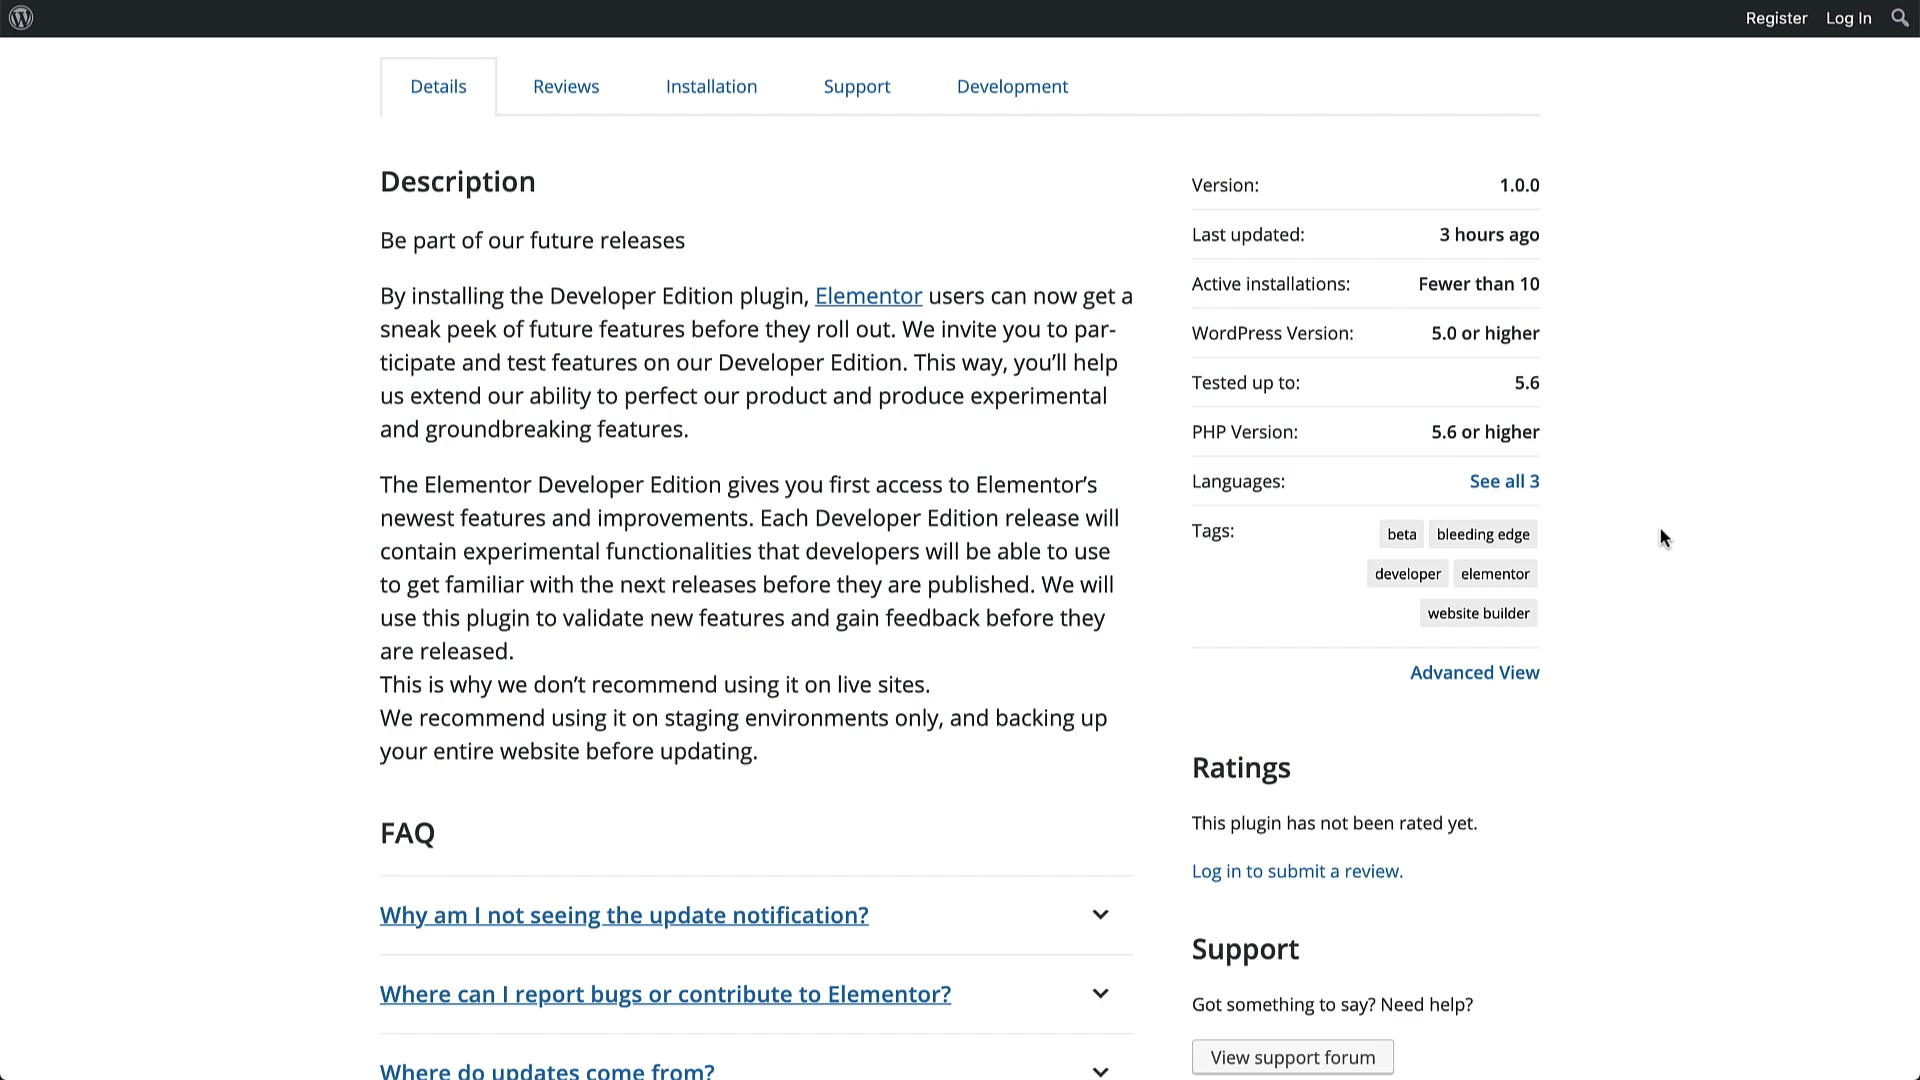 Register Log In
Details Reviews Installation Support Development
Description
Be part of our future releases
By installing the Developer Edition plugin, Elementor users can now get a
sneak peek of future features before they roll out. We invite you to par-
ticipate and test features on our Developer Edition. This way, you’ll help
us extend our ability to perfect our product and produce experimental
and groundbreaking features.
The Elementor Developer Edition gives you first access to Elementor’s
newest features and improvements. Each Developer Edition release will
contain experimental functionalities that developers will be able to use
to get familiar with the next releases before they are published. We will
use this plugin to validate new features and gain feedback before they
are released.
This is why we don’t recommend using it on live sites.
We recommend using it on staging environments only, and backing up
your entire website before updating.
FAQ
Why am I not seeing the update notification?
Where can I report bugs or contribute to Elementor?
Where do updates come from?
Version: 1.0.0
Last updated: 3 hours ago
Active installations: Fewer than 10
WordPress Version: 5.0 or higher
Tested up to: 5.6
PHP Version: 5.6 or higher
Languages: See all 3
Tags: beta bleeding edge
developer elementor
website builder
Advanced View
Ratings
This plugin has not been rated yet.
Log in to submit a review.
Support
Got something to say? Need help?
View support forum